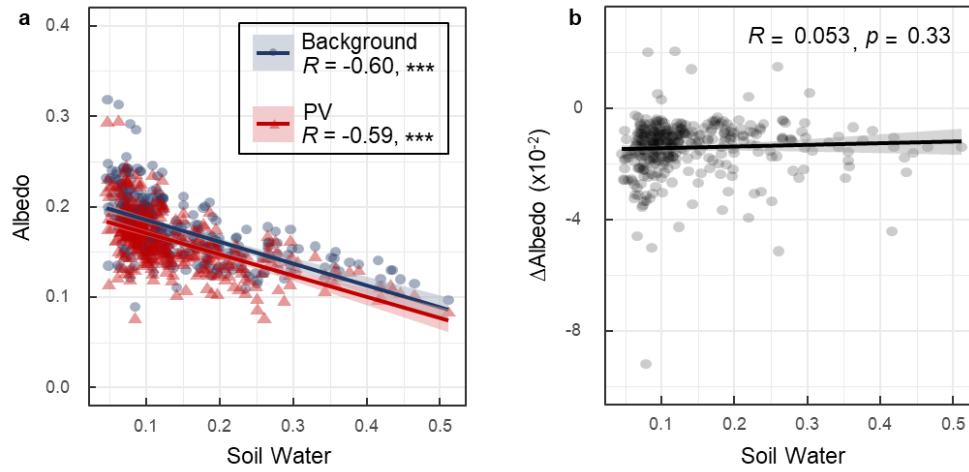 a
0.4
0.3
0.2
0.1
0.0
Albedo
Background
R = -0.60, ***
PV
R = -0.59, ***
0.1 0.2 0.3 0.4 0.5
Soil Water
b
R = 0.053, p = 0.33
0
-4
-8
ΔAlbedo (x10⁻²)
0.1 0.2 0.3 0.4 0.5
Soil Water